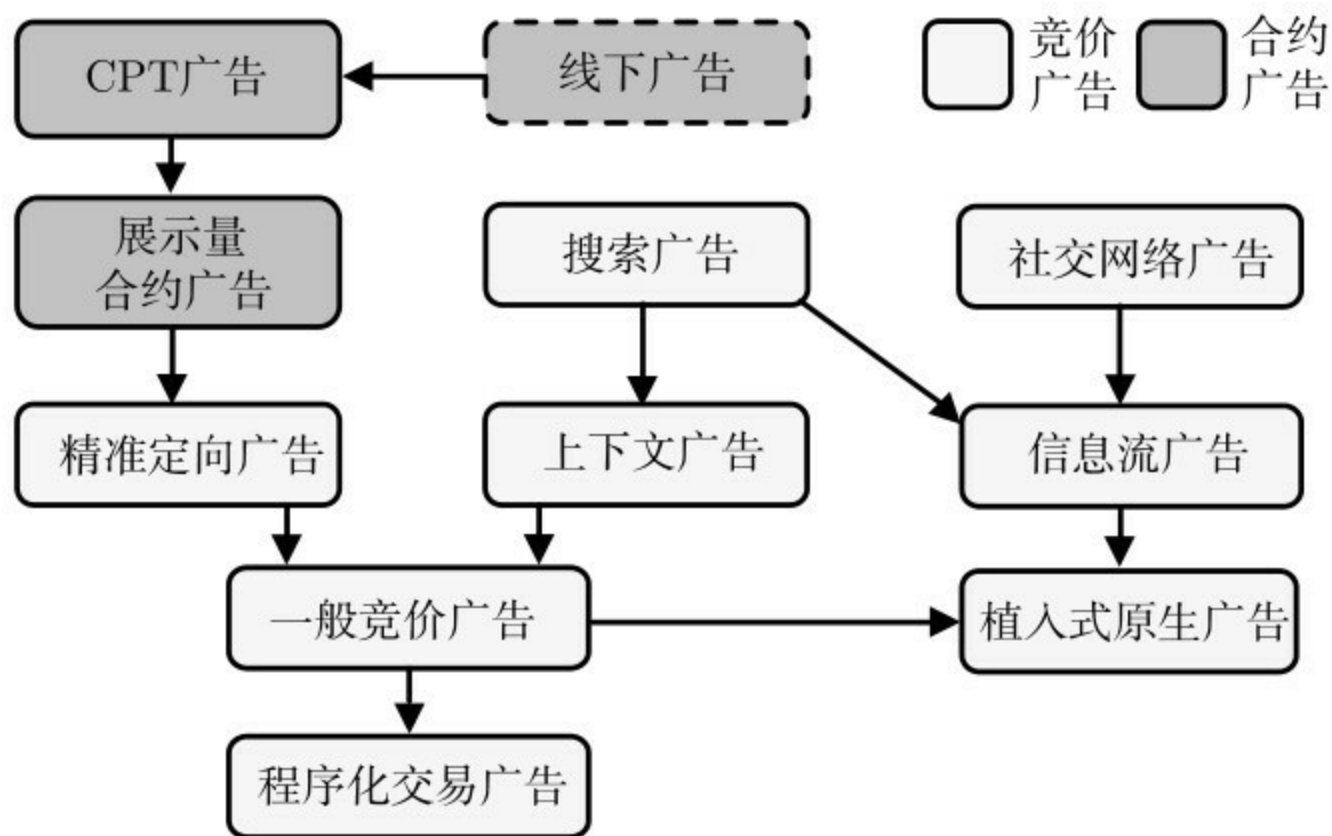 CPT广告
线下广告
竞价
广告
合约
广告
展示量
合约广告
搜索广告
社交网络广告
精准定向广告
上下文广告
信息流广告
一般竞价广告
植入式原生广告
程序化交易广告